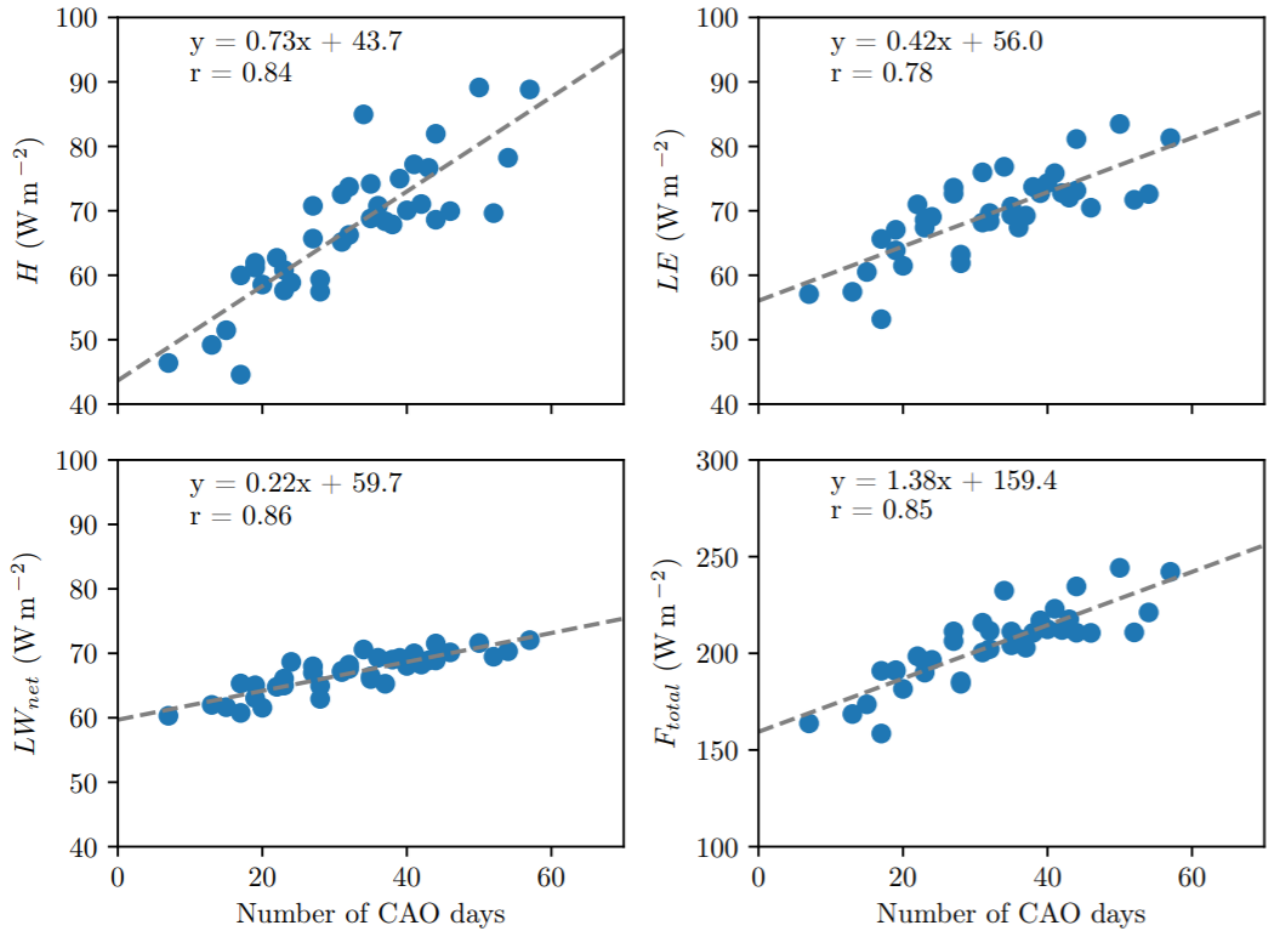 y = 0.73x + 43.7
r = 0.84
100
90
80
70
60
50
40
H (W m−2)
y = 0.42x + 56.0
r = 0.78
100
90
80
70
60
50
40
LE (W m−2)
y = 0.22x + 59.7
r = 0.86
100
90
80
70
60
50
40
LWnet (W m−2)
0 20 40 60
Number of CAO days
y = 1.38x + 159.4
r = 0.85
300
250
200
150
100
Ftotal (W m−2)
0 20 40 60
Number of CAO days